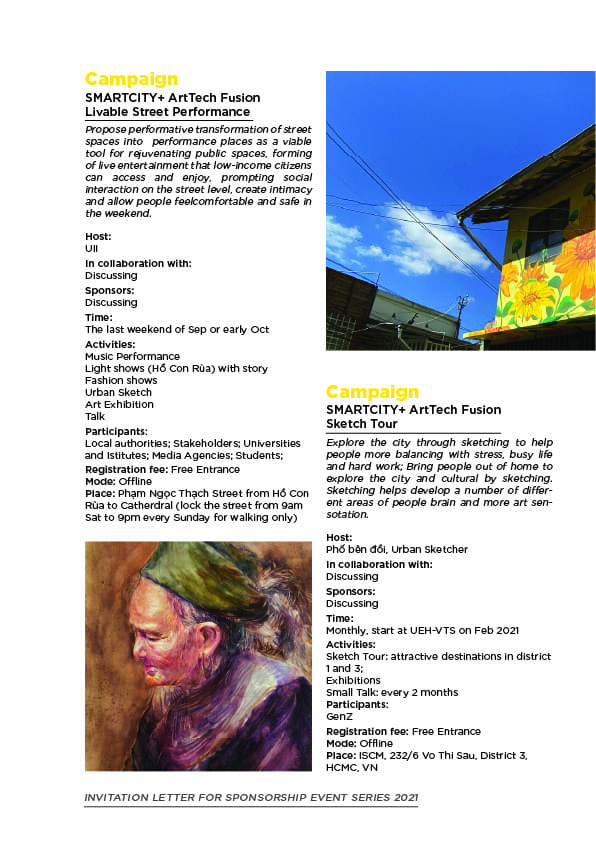 Campaign
SMARTCITY+ ArtTech Fusion
Livable Street Performance
Propose performative transformation of street
spaces into performance places as a viable
tool for rejuvenating public spaces, forming
of live entertainment that low-income citizens
can access and enjoy, prompting social
interaction on the street level, create intimacy
and allow people feelcomfortable and safe in
the weekend.
Host:
UII
In collaboration with:
Discussing
Sponsors:
Discussing
Time:
The last weekend of Sep or early Oct
Activities:
Music Performance
Light shows (Hồ Con Rùa) with story
Fashion shows
Urban Sketch
Art Exhibition
Talk
Participants:
Local authorities; Stakeholders; Universities
and Istitutes; Media Agencies; Students;
Registration fee: Free Entrance
Mode: Offline
Place: Phạm Ngọc Thạch Street from Hồ Con
Rùa to Catherdral (lock the street from 9am
Sat to 9pm every Sunday for walking only)
Campaign
SMARTCITY+ ArtTech Fusion
Sketch Tour
Explore the city through sketching to help
people more balancing with stress, busy life
and hard work; Bring people out of home to
explore the city and cultural by sketching.
Sketching helps develop a number of differ-
ent areas of people brain and more art sen-
sotation.
Host:
Phố bên đồi, Urban Sketcher
In collaboration with:
Discussing
Sponsors:
Discussing
Time:
Monthly, start at UEH-VTS on Feb 2021
Activities:
Sketch Tour: attractive destinations in district
1 and 3;
Exhibitions
Small Talk: every 2 months
Participants:
GenZ
Registration fee: Free Entrance
Mode: Offline
Place: ISCM, 232/6 Vo Thi Sau, District 3,
HCMC, VN
INVITATION LETTER FOR SPONSORSHIP EVENT SERIES 2021